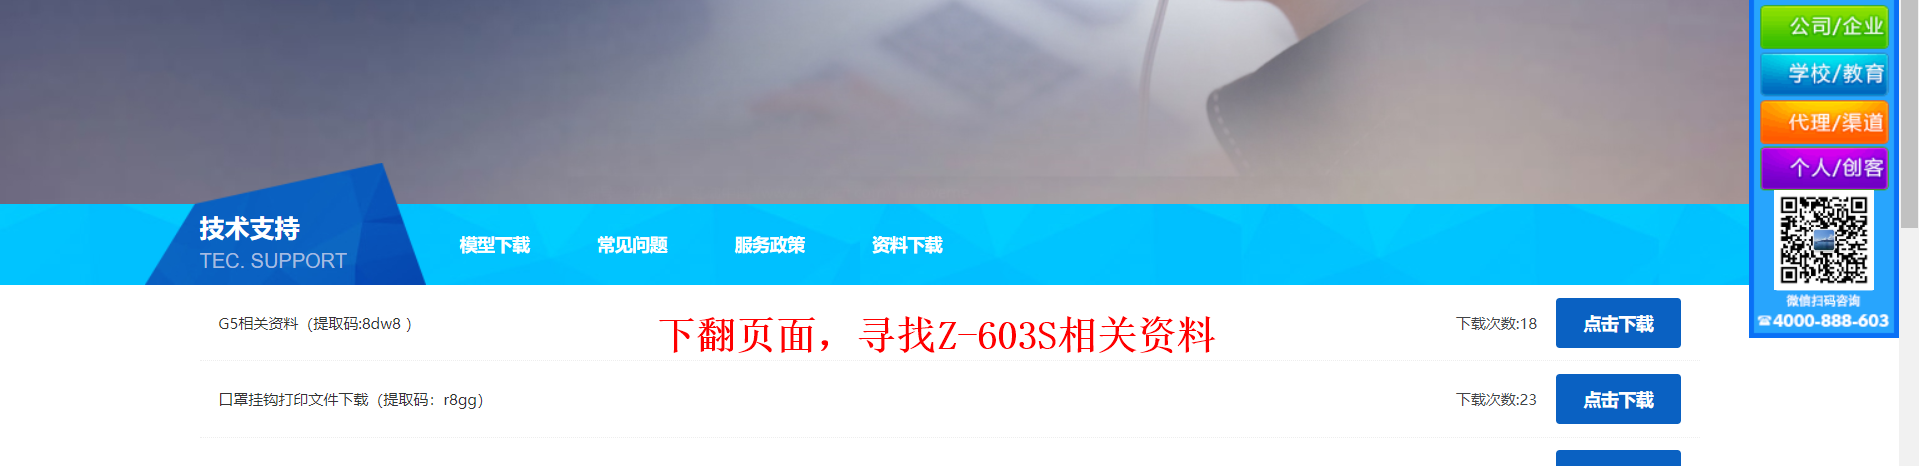 公司/企业
学校/教育
代理/渠道
个人/创客
微信扫码咨询
☎4000-888-603
技术支持
TEC. SUPPORT
模型下载 常见问题 服务政策 资料下载
G5相关资料（提取码:8dw8 ）
下翻页面，寻找Z-603S相关资料
下载次数:18
点击下载
口罩挂钩打印文件下载（提取码：r8gg）
下载次数:23
点击下载